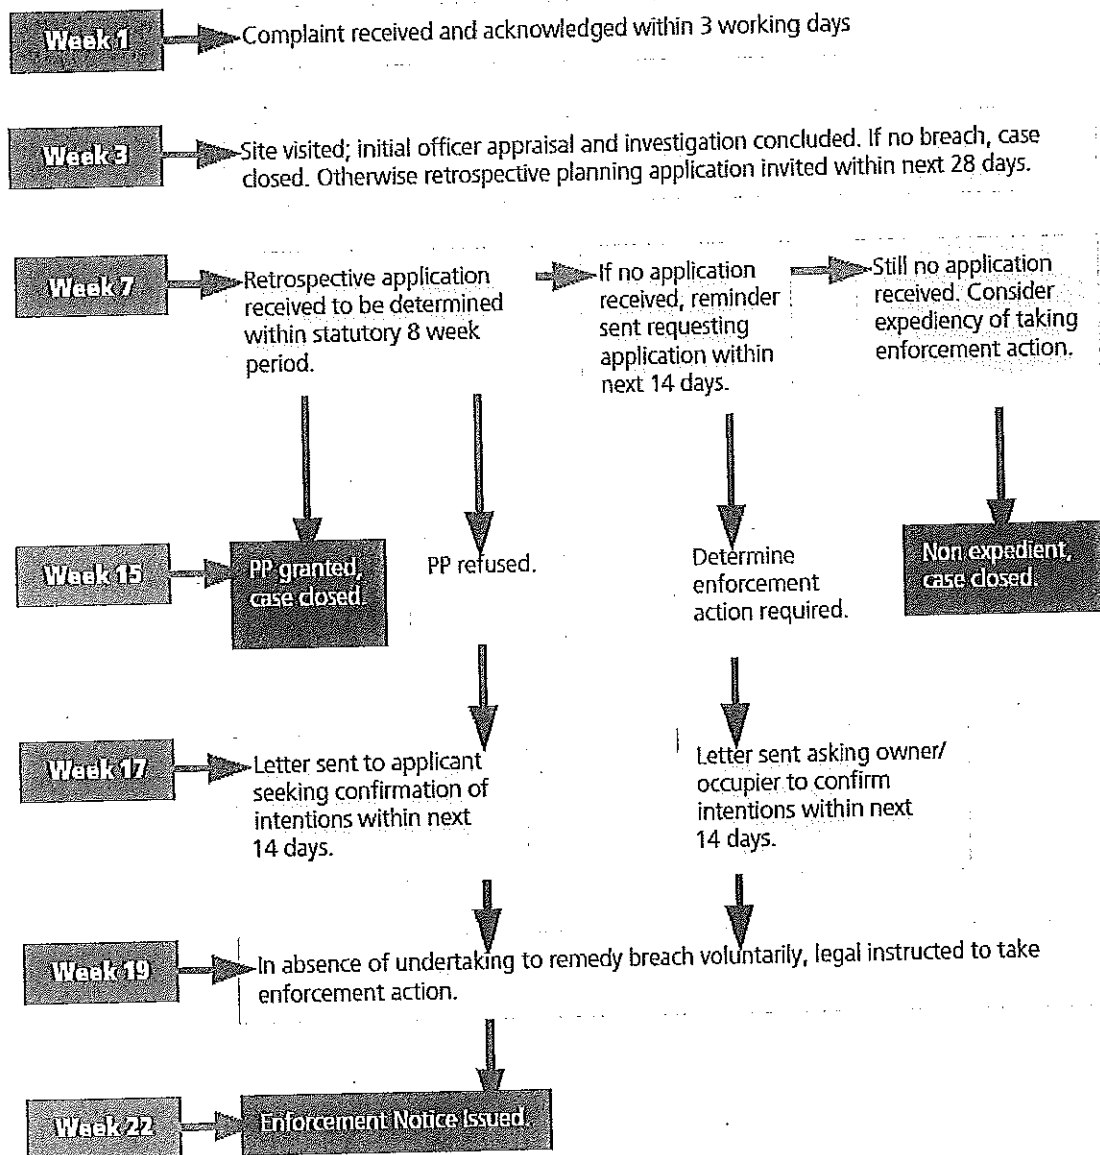 Week 1
Complaint received and acknowledged within 3 working days
Week 3
Site visited; initial officer appraisal and investigation concluded. If no breach, case
closed. Otherwise retrospective planning application invited within next 28 days.
Week 7
Retrospective application
received to be determined
within statutory 8 week
period.
If no application
received, reminder
sent requesting
application within
next 14 days.
Still no application
received. Consider
expediency of taking
enforcement action.
Week 15
PP granted,
case closed.
PP refused.
Determine
enforcement
action required.
Non expedient,
case closed.
Week 17
Letter sent to applicant
seeking confirmation of
intentions within next
14 days.
Letter sent asking owner/
occupier to confirm
intentions within next
14 days.
Week 19
In absence of undertaking to remedy breach voluntarily, legal instructed to take
enforcement action.
Week 22
Enforcement Notice Issued.